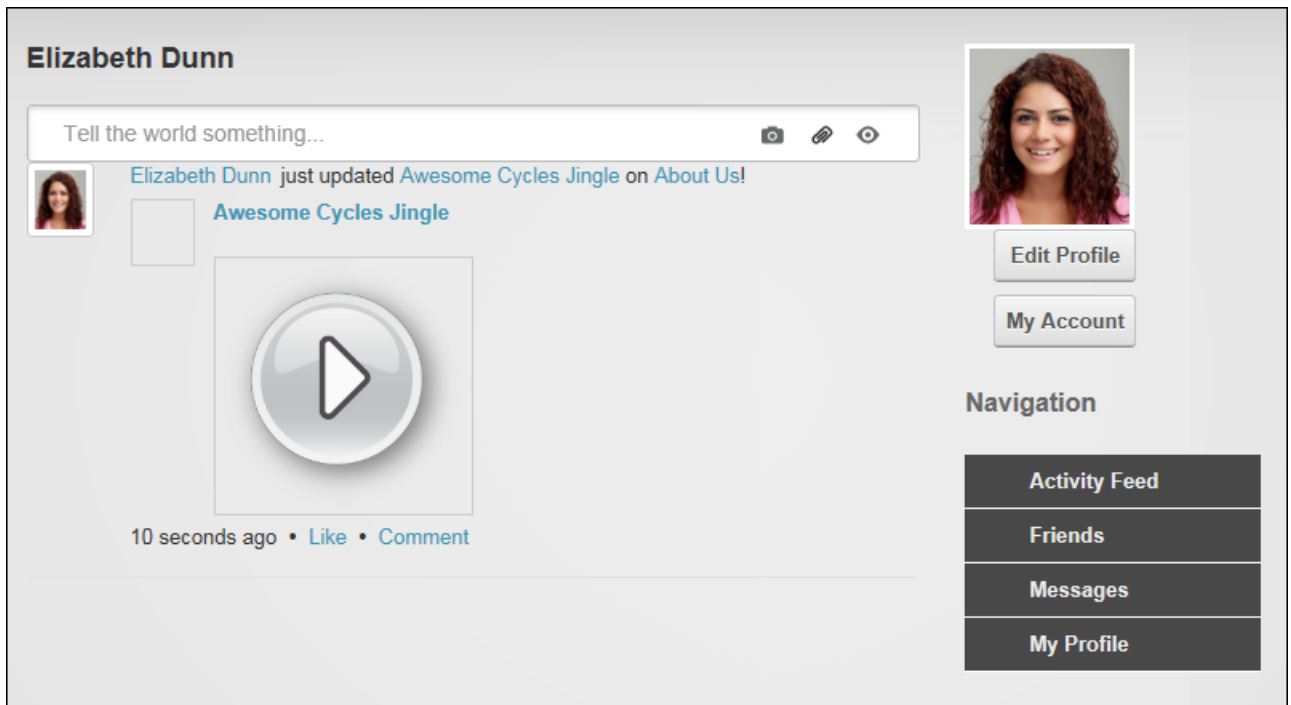 Elizabeth Dunn
Tell the world something...
Elizabeth Dunn just updated Awesome Cycles Jingle on About Us!
Awesome Cycles Jingle
10 seconds ago • Like • Comment
Edit Profile
My Account
Navigation
Activity Feed
Friends
Messages
My Profile